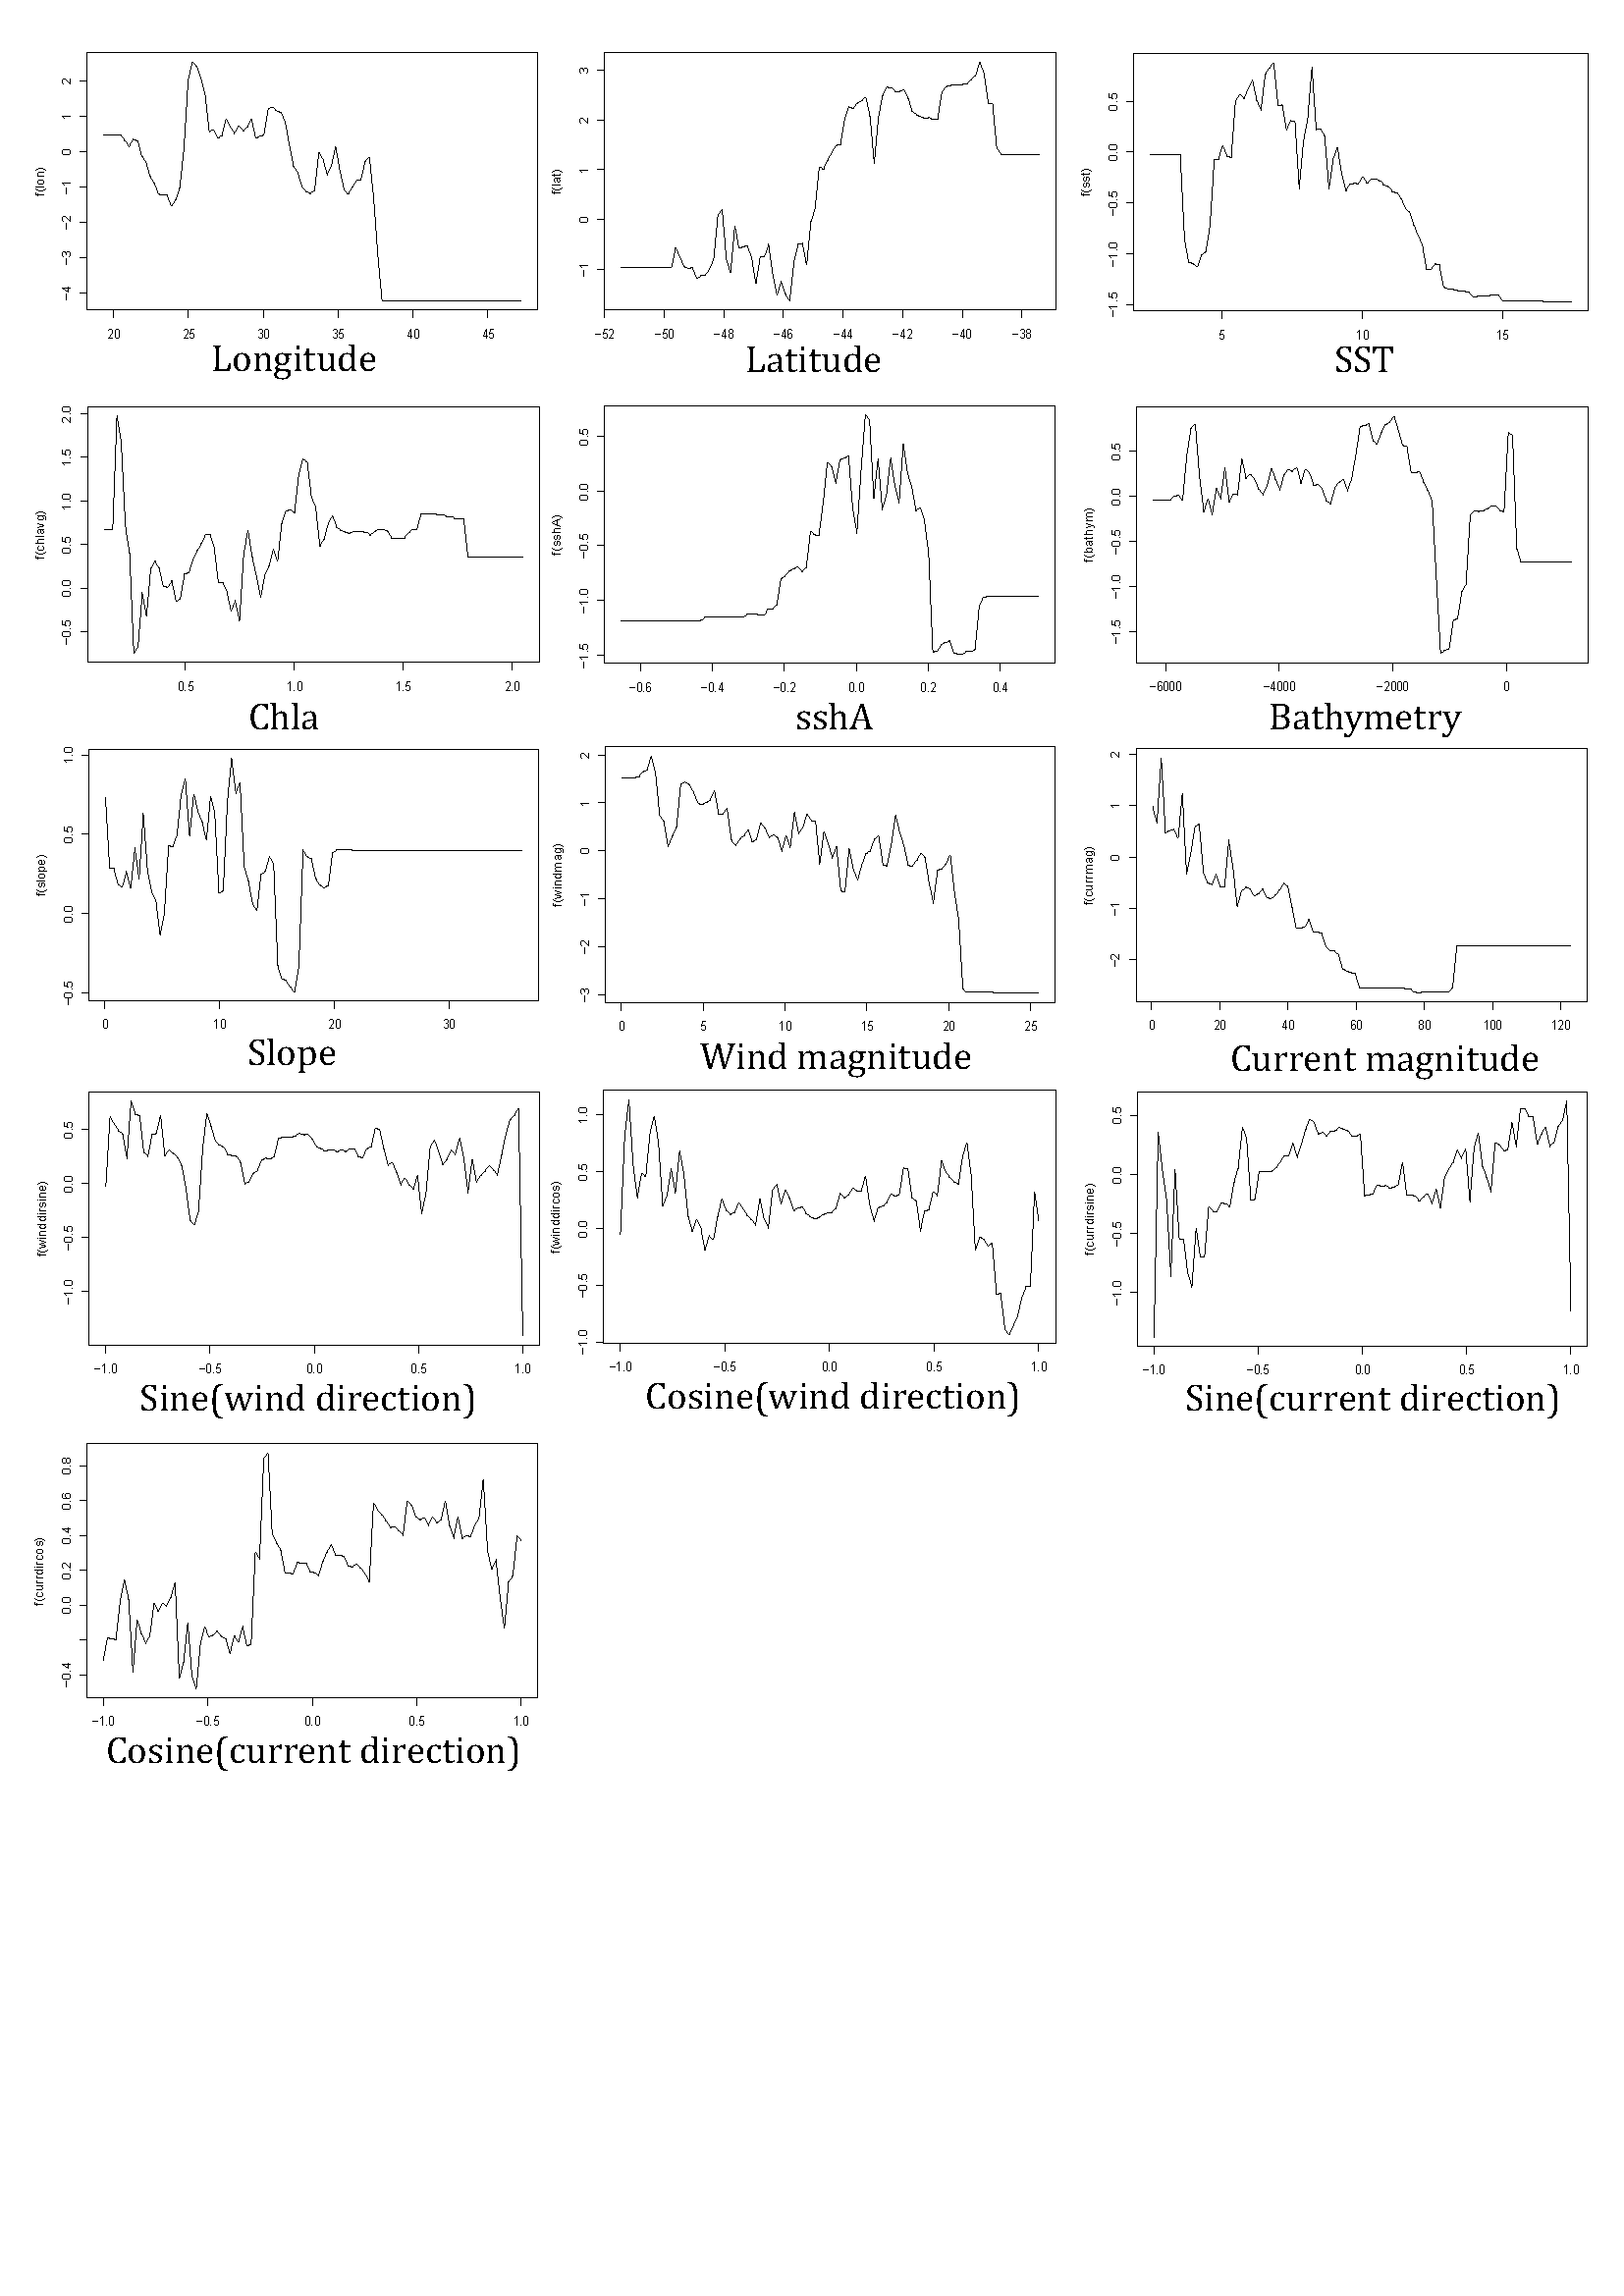 f(lon)
2
1
0
−1
−2
−3
−4
20 25 30 35 40 45
Longitude
f(lat)
3
2
1
0
−1
−52 −50 −48 −46 −44 −42 −40 −38
Latitude
f(sst)
0.5
0.0
−0.5
−1.0
−1.5
5 10 15
SST
f(chlavg)
2.0
1.5
1.0
0.5
0.0
−0.5
0.5 1.0 1.5 2.0
Chla
f(sshA)
0.5
0.0
−0.5
−1.0
−1.5
−0.6 −0.4 −0.2 0.0 0.2 0.4
sshA
f(bathym)
0.5
0.0
−0.5
−1.0
−1.5
−6000 −4000 −2000 0
Bathymetry
f(slope)
1.0
0.5
0.0
−0.5
0 10 20 30
Slope
f(windmag)
2
1
0
−1
−2
−3
0 5 10 15 20 25
Wind magnitude
f(currmag)
2
1
0
−1
−2
0 20 40 60 80 100 120
Current magnitude
f(winddirsine)
0.5
0.0
−0.5
−1.0
−1.0 −0.5 0.0 0.5 1.0
Sine(wind direction)
f(winddircos)
1.0
0.5
0.0
−0.5
−1.0
−1.0 −0.5 0.0 0.5 1.0
Cosine(wind direction)
f(currdirsine)
0.5
0.0
−0.5
−1.0
−1.0 −0.5 0.0 0.5 1.0
Sine(current direction)
f(currdircos)
0.8
0.6
0.4
0.2
0.0
−0.4
−1.0 −0.5 0.0 0.5 1.0
Cosine(current direction)